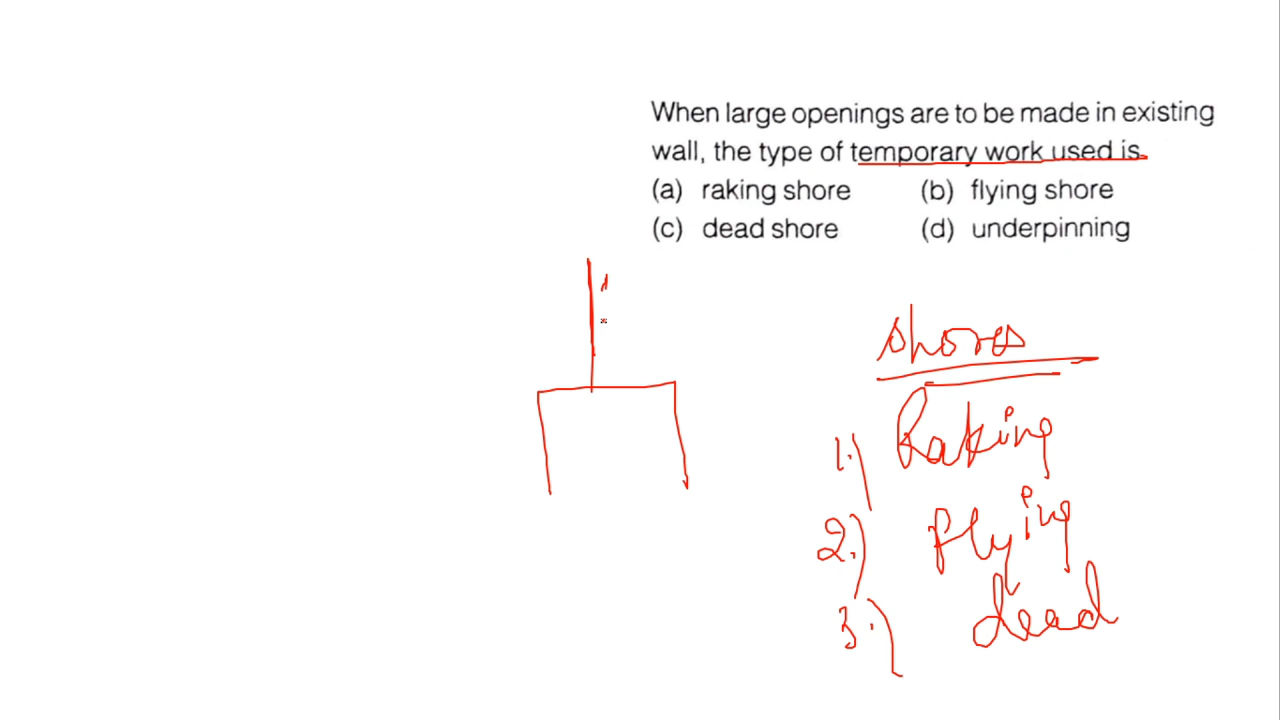 When large openings are to be made in existing
wall, the type of temporary work used is
(a) raking shore (b) flying shore
(c) dead shore (d) underpinning
shores
1.) Raking
2.) flying
3.) dead